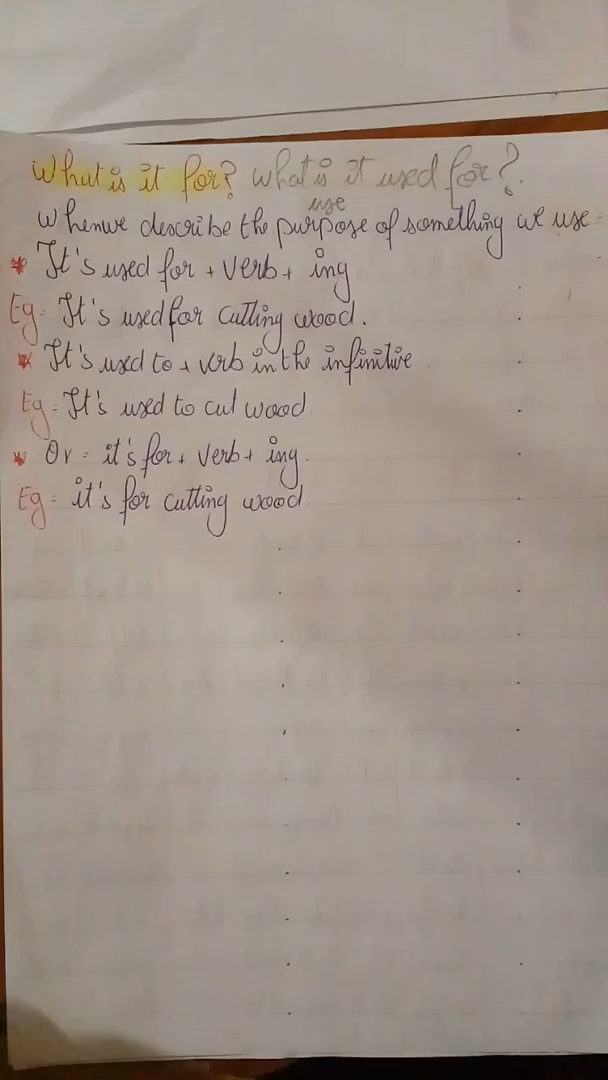 What is it for? What is it used for?
use
When we describe the purpose of something we use
* It's used for + verb + ing
Eg = It's used for cutting wood.
* It's used to + verb in the infinitive
Eg = It's used to cut wood
* Or = it's for + verb + ing.
Eg = it's for cutting wood